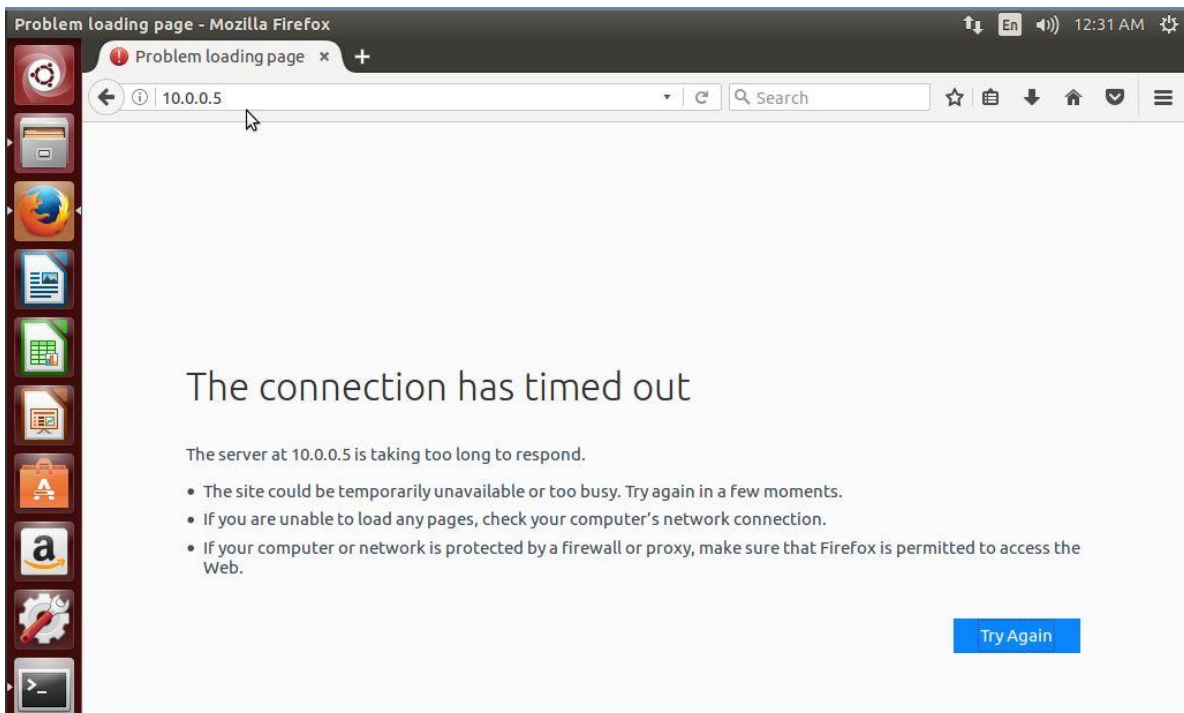 Problem loading page - Mozilla Firefox
En
12:31 AM
Problem loading page
10.0.0.5
Search
The connection has timed out
The server at 10.0.0.5 is taking too long to respond.
• The site could be temporarily unavailable or too busy. Try again in a few moments.
• If you are unable to load any pages, check your computer's network connection.
• If your computer or network is protected by a firewall or proxy, make sure that Firefox is permitted to access the
Web.
Try Again